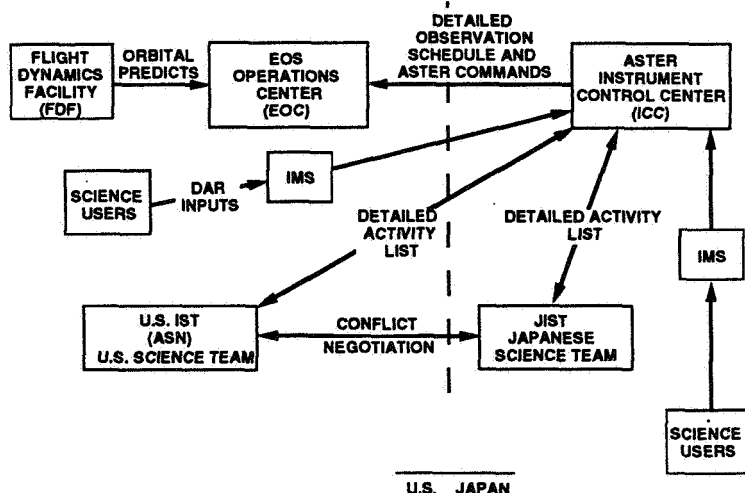 DETAILED
OBSERVATION
SCHEDULE AND
ASTER COMMANDS
FLIGHT
DYNAMICS
FACILITY
(FDF)
ORBITAL
PREDICTS
EOS
OPERATIONS
CENTER
(EOC)
ASTER
INSTRUMENT
CONTROL CENTER
(ICC)
SCIENCE
USERS
DAR
INPUTS
IMS
DETAILED
ACTIVITY
LIST
DETAILED ACTIVITY
LIST
IMS
U.S. IST
(ASN)
U.S. SCIENCE TEAM
CONFLICT
NEGOTIATION
JIST
JAPANESE
SCIENCE TEAM
SCIENCE
USERS
U.S. JAPAN